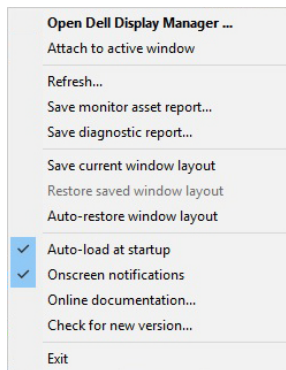 Open Dell Display Manager ...
Attach to active window
Refresh...
Save monitor asset report...
Save diagnostic report...
Save current window layout
Restore saved window layout
Auto-restore window layout
Auto-load at startup
Onscreen notifications
Online documentation...
Check for new version...
Exit